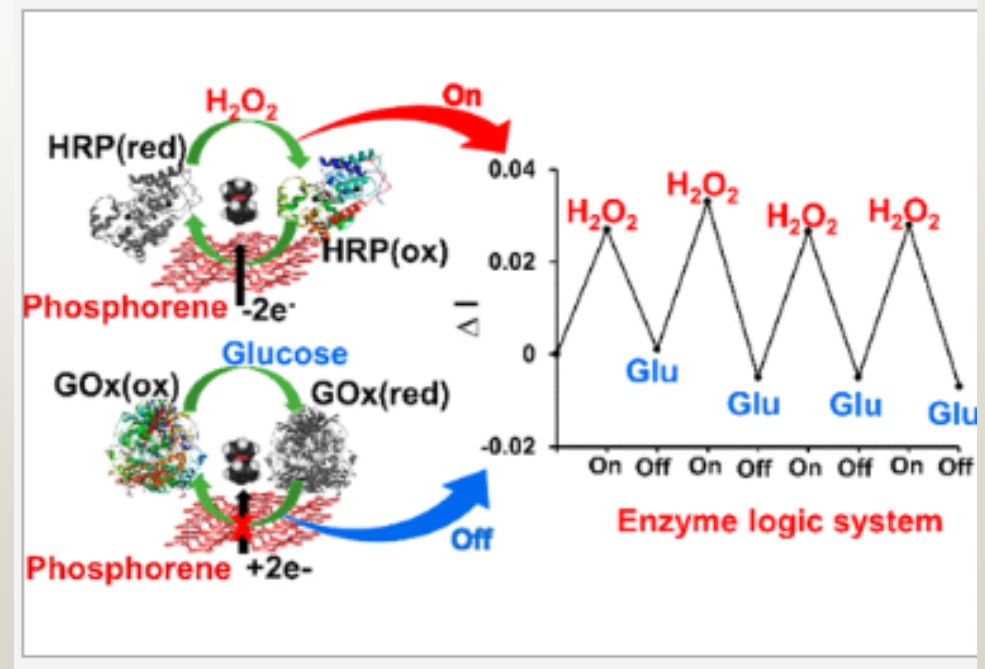 H₂O₂
On
HRP(red)
HRP(ox)
Phosphorene -2e⁻
Glucose
GOx(ox)
GOx(red)
Off
Phosphorene +2e-
0.04
0.02
0
-0.02
Δ I
H₂O₂
H₂O₂
H₂O₂
H₂O₂
Glu
Glu
Glu
Glu
On Off On Off On Off On Off
Enzyme logic system